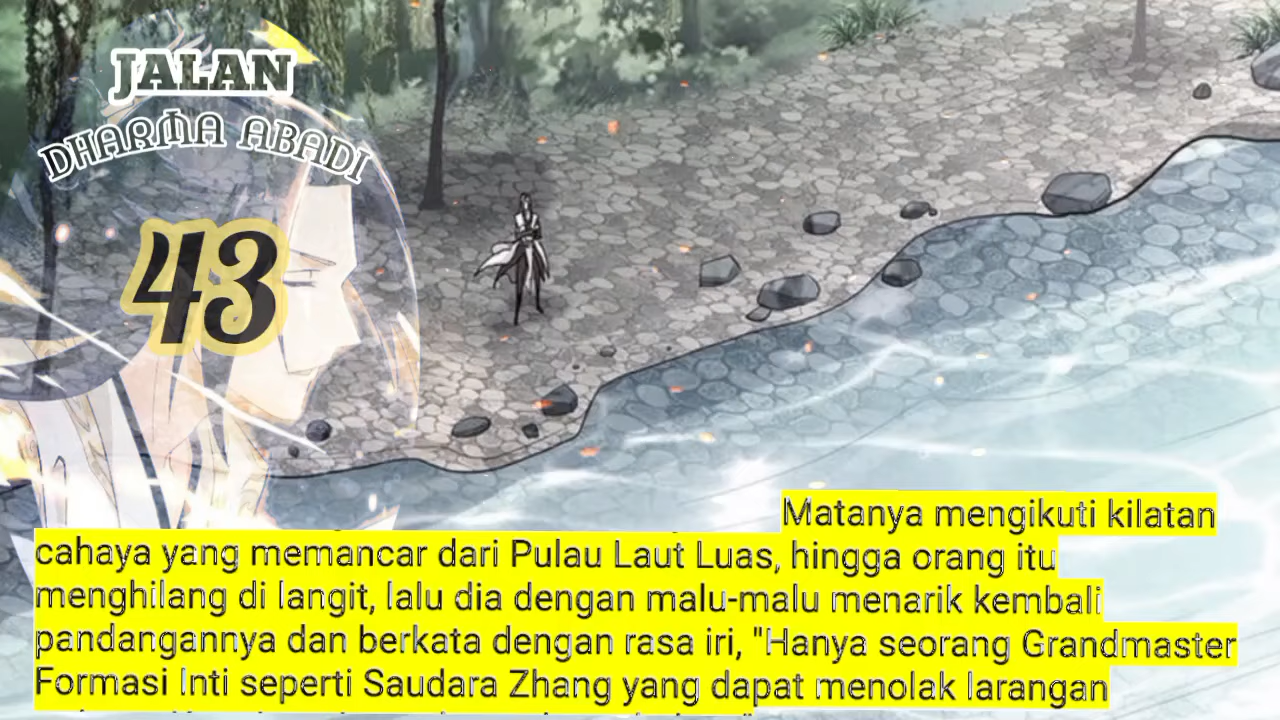 JALAN
DHARMA ABADI
43
Matanya mengikuti kilatan
cahaya yang memancar dari Pulau Laut Luas, hingga orang itu
menghilang di langit, lalu dia dengan malu-malu menarik kembali
pandangannya dan berkata dengan rasa iri, "Hanya seorang Grandmaster
Formasi Inti seperti Saudara Zhang yang dapat menolak larangan